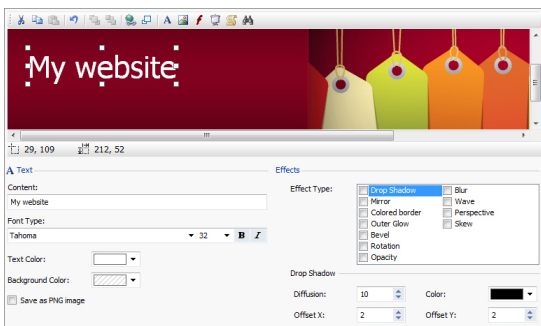 A
f
My website
29, 109
212, 52
A Text
Content:
My website
Font Type:
Tahoma
32
B
I
Text Color:
Background Color:
Save as PNG image
Effects
Effect Type:
Drop Shadow
Blur
Mirror
Wave
Colored border
Perspective
Outer Glow
Skew
Bevel
Rotation
Opacity
Drop Shadow
Diffusion:
10
Color:
Offset X:
2
Offset Y:
2